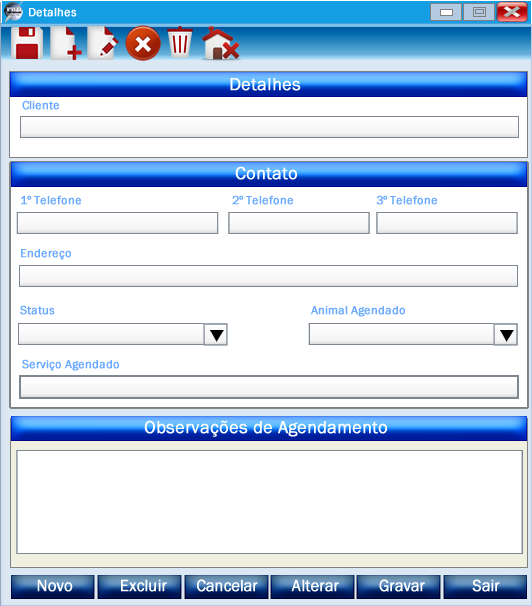 Detalhes
Detalhes
Cliente
Contato
1º Telefone 2º Telefone 3º Telefone
Endereço
Status Animal Agendado
Serviço Agendado
Observações de Agendamento
Novo Excluir Cancelar Alterar Gravar Sair